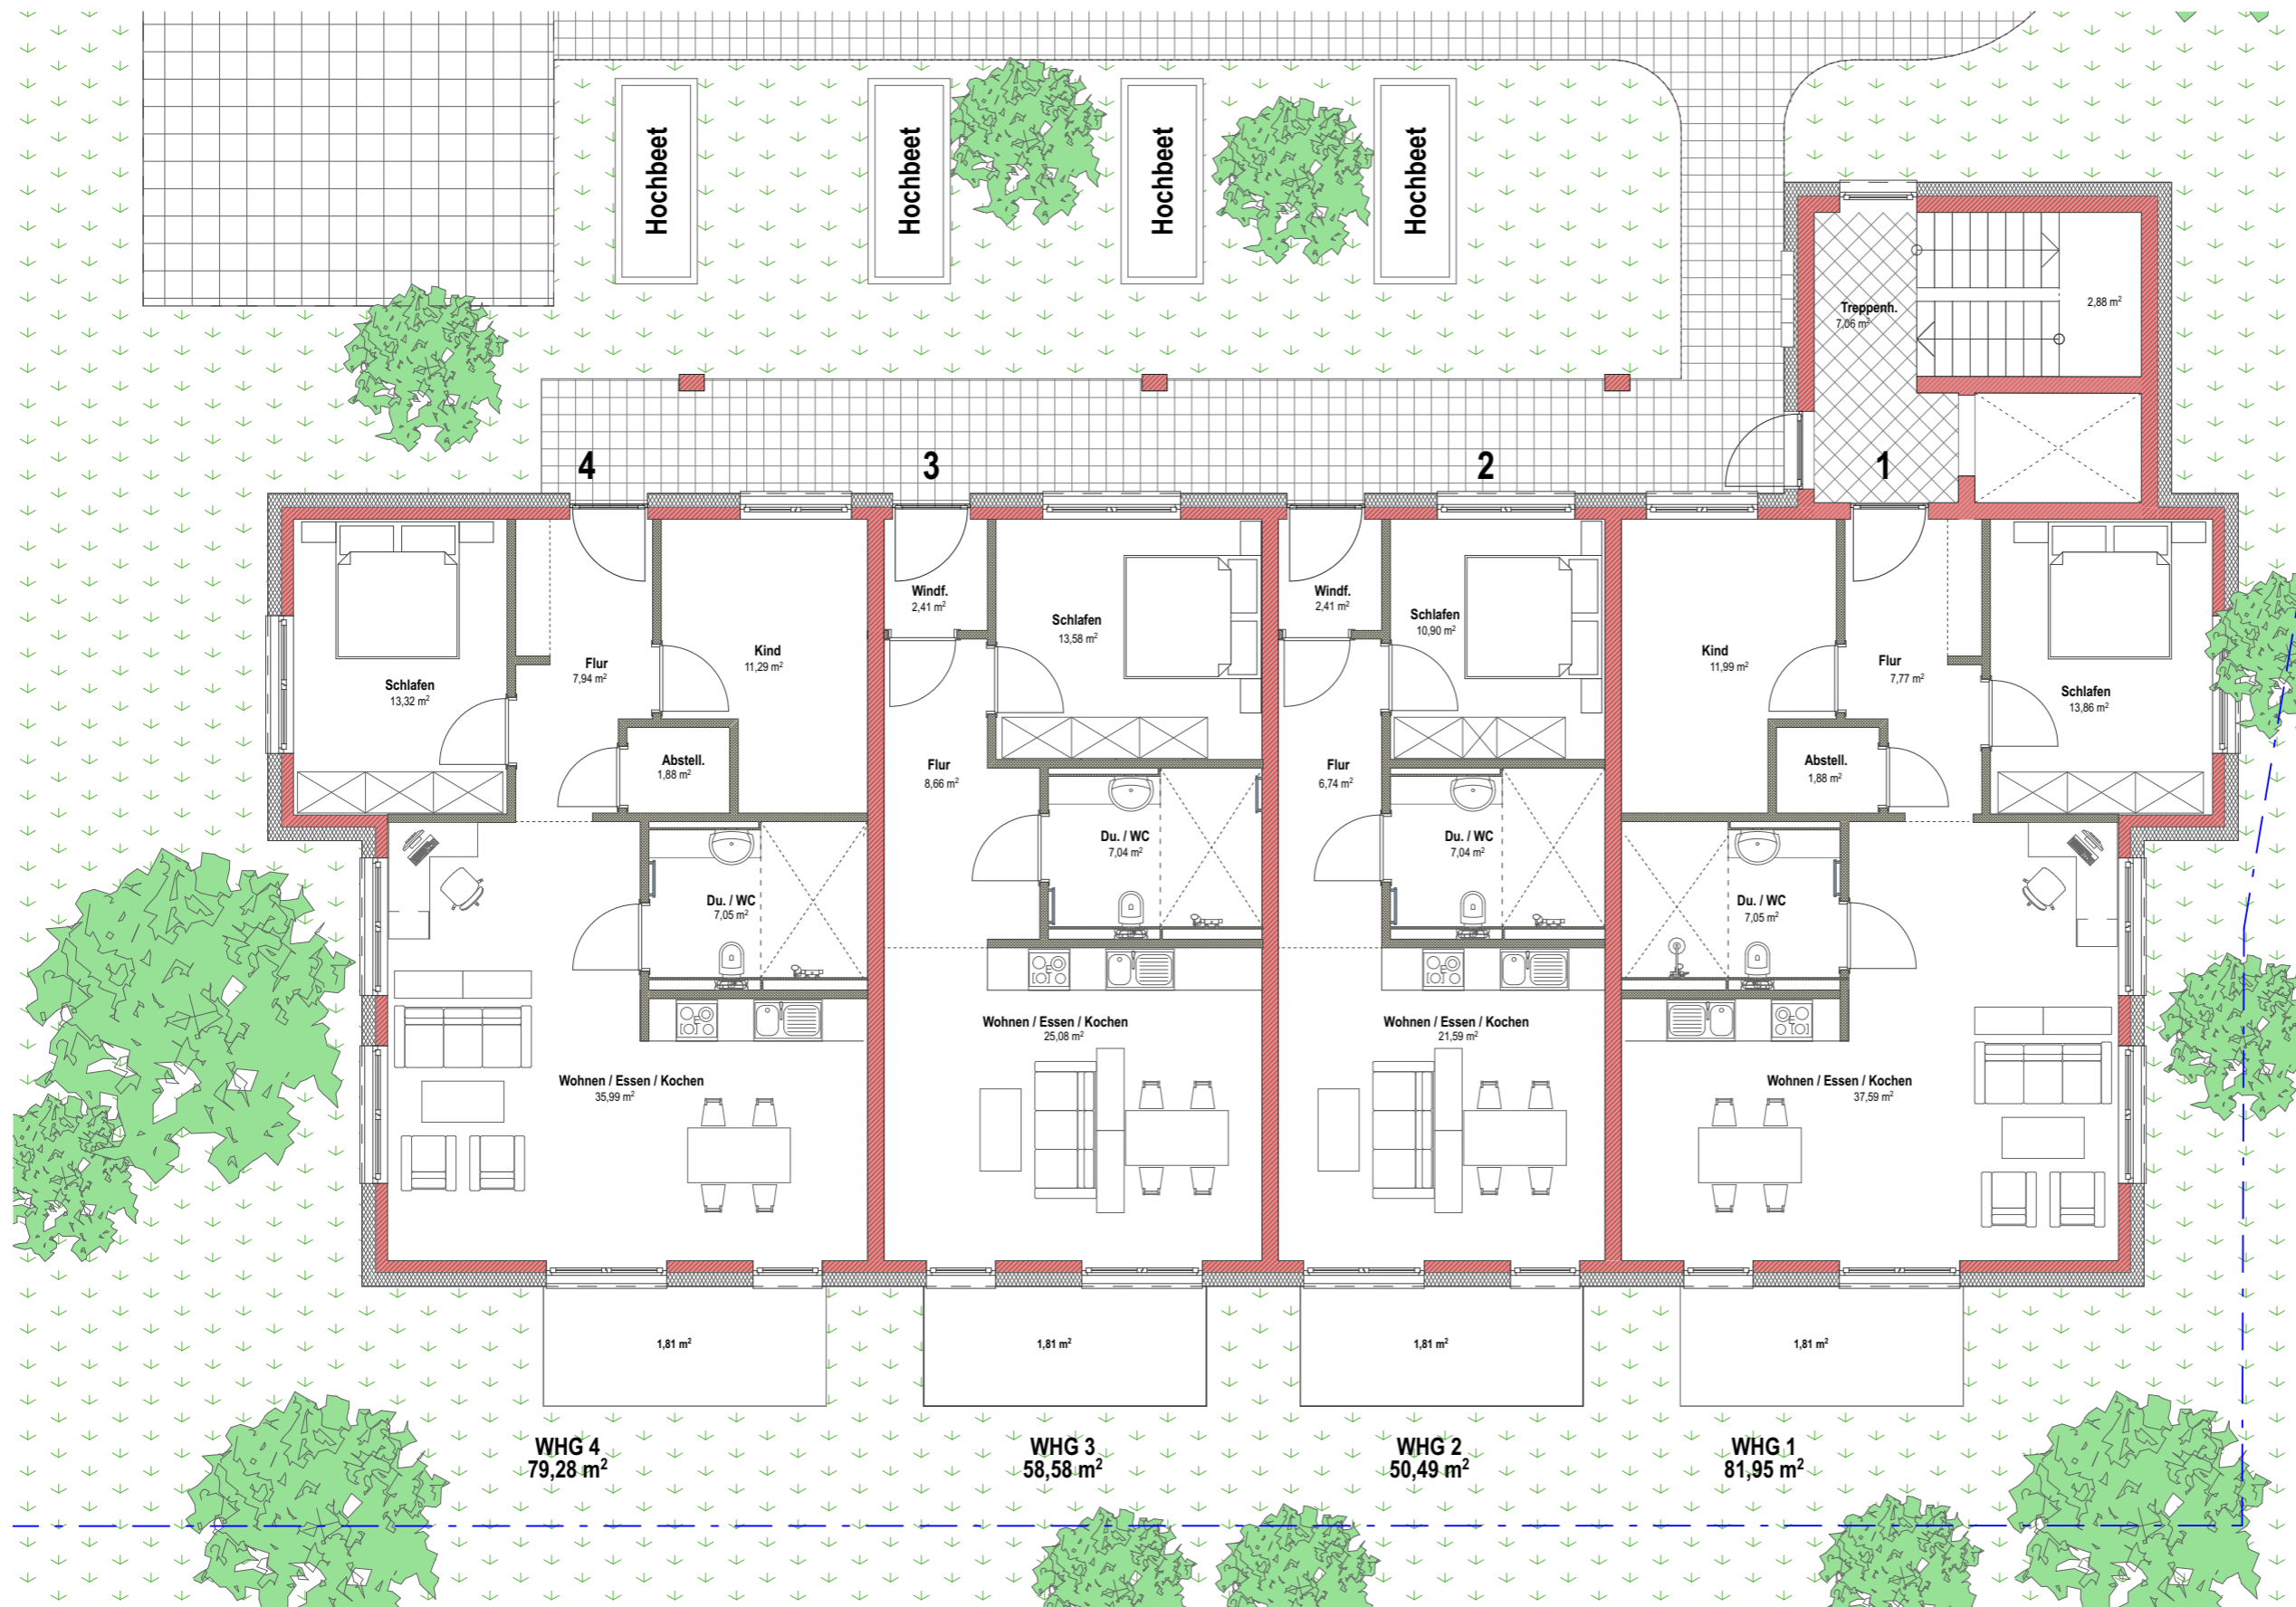 Hochbeet
Hochbeet
Hochbeet
Hochbeet
Treppenh.
7,06 m²
2,88 m²
4
3
2
1
Schlafen
13,32 m²
Flur
7,94 m²
Kind
11,29 m²
Abstell.
1,88 m²
Du. / WC
7,05 m²
Wohnen / Essen / Kochen
35,99 m²
Windf.
2,41 m²
Schlafen
13,58 m²
Flur
8,66 m²
Du. / WC
7,04 m²
Wohnen / Essen / Kochen
25,08 m²
Windf.
2,41 m²
Schlafen
10,90 m²
Flur
6,74 m²
Du. / WC
7,04 m²
Wohnen / Essen / Kochen
21,59 m²
Kind
11,99 m²
Flur
7,77 m²
Schlafen
13,86 m²
Abstell.
1,88 m²
Du. / WC
7,05 m²
Wohnen / Essen / Kochen
37,59 m²
1,81 m²
1,81 m²
1,81 m²
1,81 m²
WHG 4
79,28 m²
WHG 3
58,58 m²
WHG 2
50,49 m²
WHG 1
81,95 m²